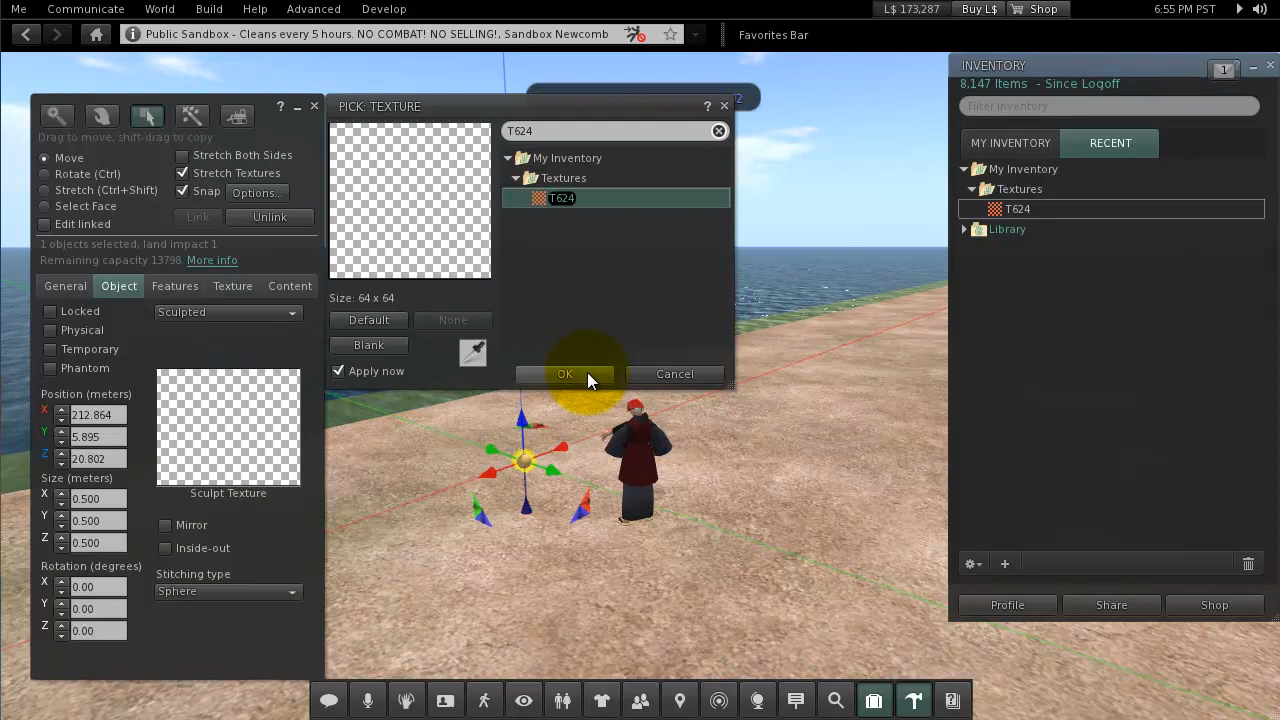 Me Communicate World Build Help Advanced Develop L$ 173,287 Buy L$ Shop 6:55 PM PST
Public Sandbox - Cleans every 5 hours. NO COMBAT! NO SELLING!, Sandbox Newcomb Favorites Bar
? Drag to move, shift-drag to copy
Move
Rotate (Ctrl)
Stretch (Ctrl+Shift)
Select Face
Edit linked
Stretch Both Sides
Stretch Textures
Snap Options...
Link Unlink
1 objects selected, land impact 1
Remaining capacity 13798. More info
General Object Features Texture Content
Locked
Physical
Temporary
Phantom
Position (meters)
X 212.864
Y 5.895
Z 20.802
Size (meters)
X 0.500
Y 0.500
Z 0.500
Rotation (degrees)
X 0.00
Y 0.00
Z 0.00
Sculpted
Sculpt Texture
Mirror
Inside-out
Stitching type
Sphere
PICK: TEXTURE ?
T624
My Inventory
Textures
T624
Size: 64 x 64
Default None
Blank
Apply now
OK Cancel
2
INVENTORY 1
8,147 Items - Since Logoff
Filter Inventory
MY INVENTORY RECENT
My Inventory
Textures
T624
Library
Profile Share Shop